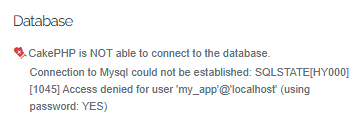 Database
CakePHP is NOT able to connect to the database.
Connection to Mysql could not be established: SQLSTATE[HY000]
[1045] Access denied for user 'my_app'@'localhost' (using
password: YES)